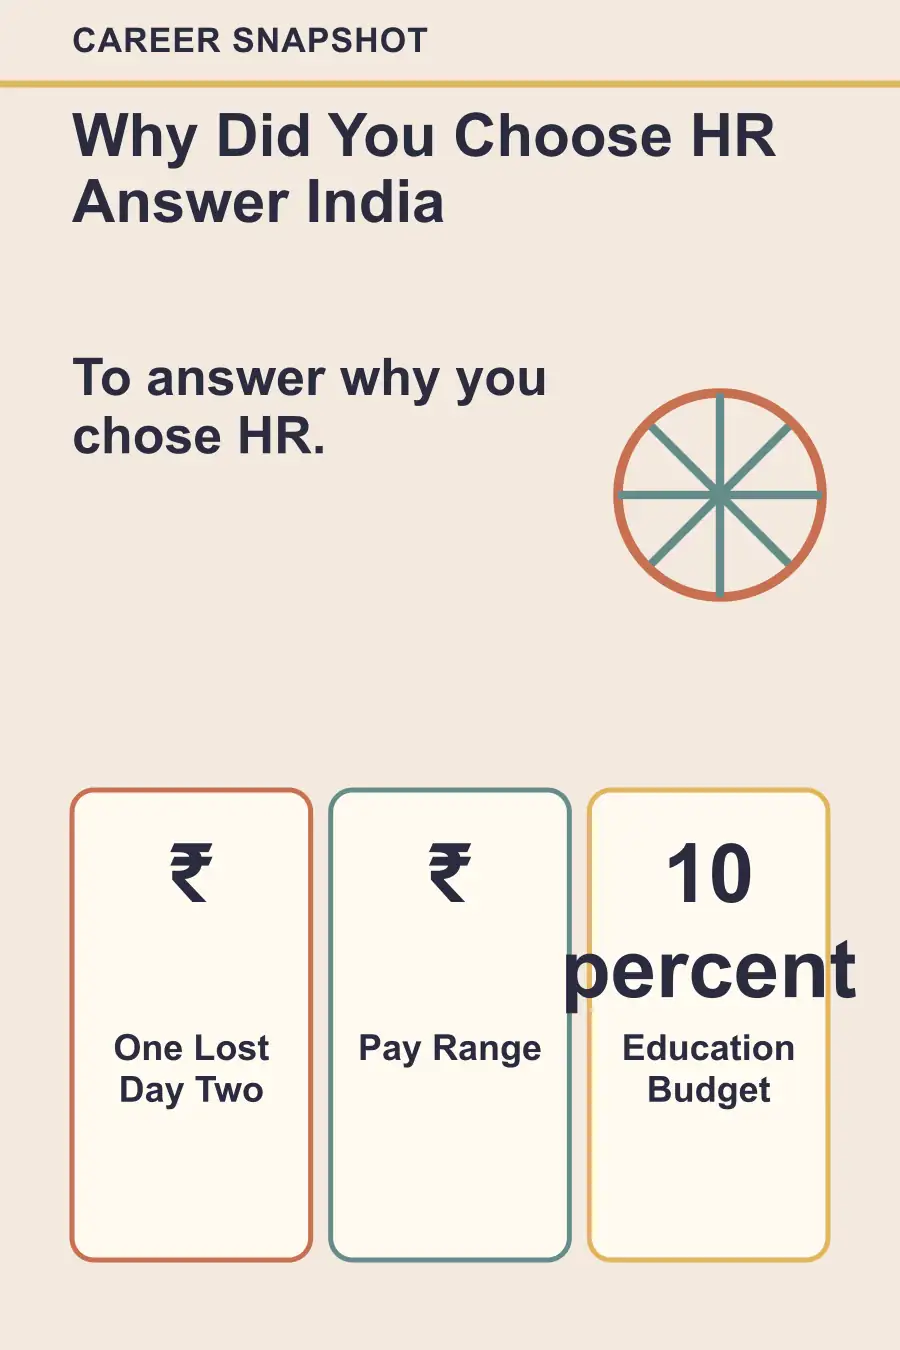 CAREER SNAPSHOT
Why Did You Choose HR
Answer India
To answer why you
chose HR.
₹
One Lost
Day Two
₹
Pay Range
10
percent
Education
Budget